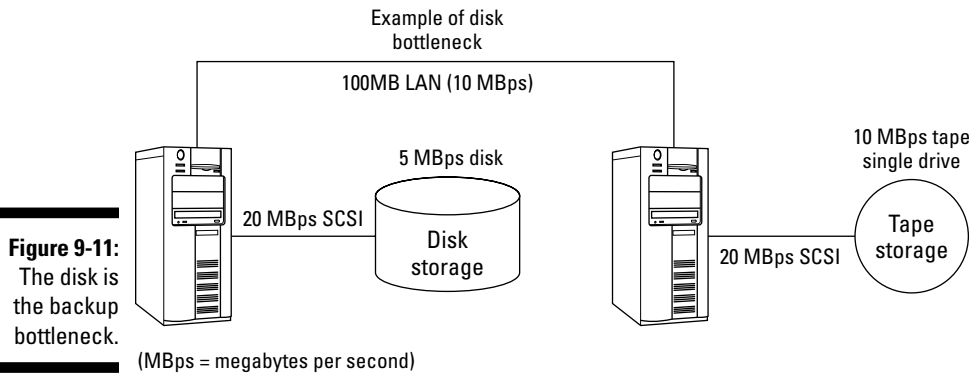 Example of disk
bottleneck
100MB LAN (10 MBps)
5 MBps disk
10 MBps tape
single drive
20 MBps SCSI
Disk
storage
20 MBps SCSI
Tape
storage
Figure 9-11:
The disk is
the backup
bottleneck.
(MBps = megabytes per second)